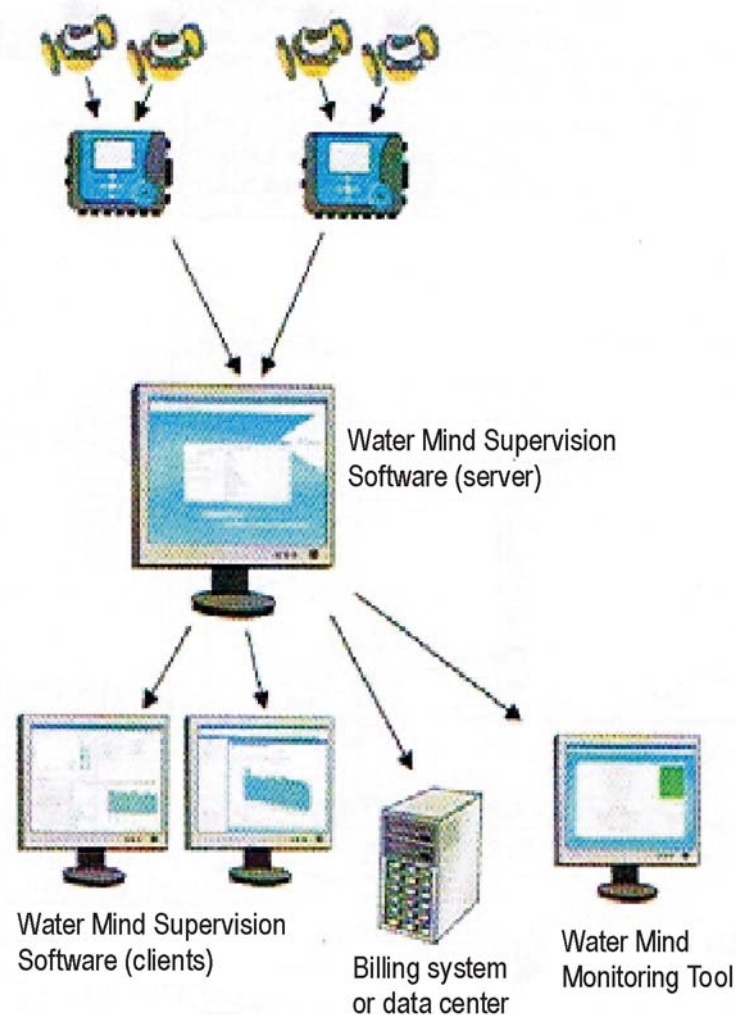 Water Mind Supervision
Software (server)
Water Mind Supervision
Software (clients)
Billing system
or data center
Water Mind
Monitoring Tool